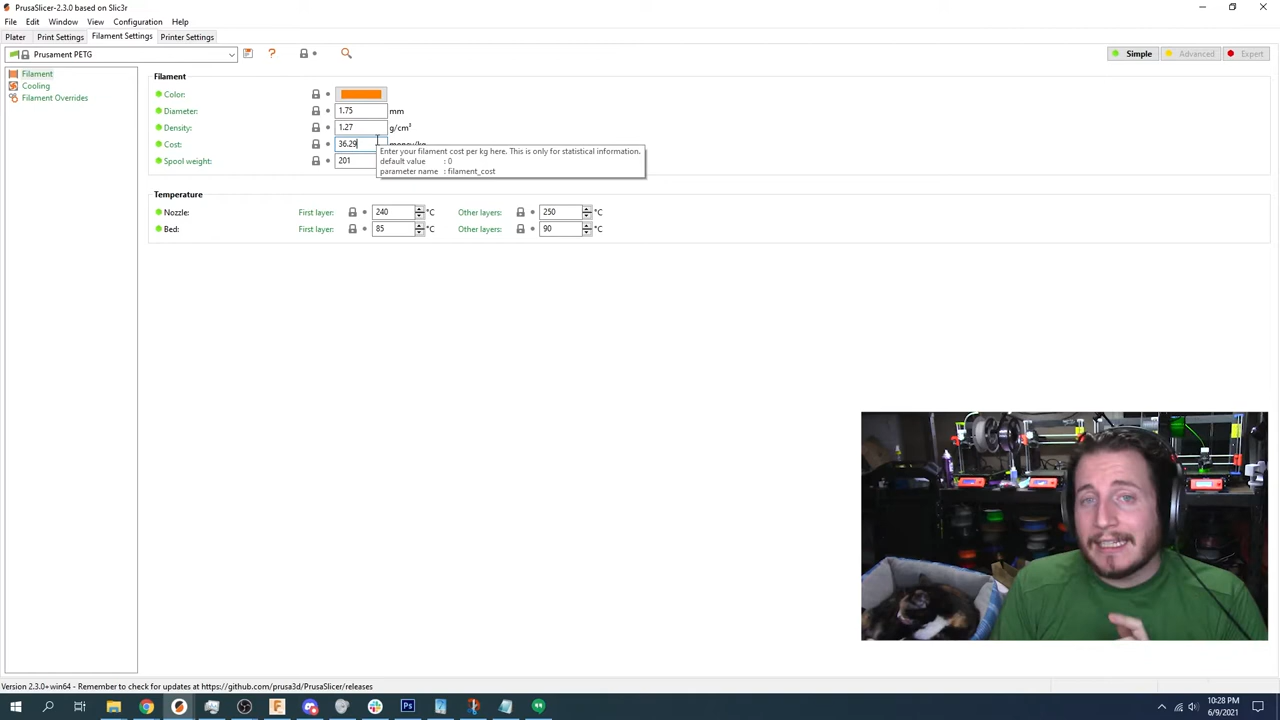 PrusaSlicer-2.3.0 based on Slic3r
File Edit Window View Configuration Help
Plater Print Settings Filament Settings Printer Settings
Prusament PETG ? Simple Advanced Expert
Filament
Cooling
Filament Overrides
Filament
Color:
Diameter: 1.75 mm
Density: 1.27 g/cm³
Cost: 36.29 money/kg
Spool weight: 201
Enter your filament cost per kg here. This is only for statistical information.
default value : 0
parameter name : filament_cost
Temperature
Nozzle: First layer: 240 °C Other layers: 250 °C
Bed: First layer: 85 °C Other layers: 90 °C
Version 2.3.0+win64 - Remember to check for updates at https://github.com/prusa3d/PrusaSlicer/releases
10:28 PM
6/9/2021